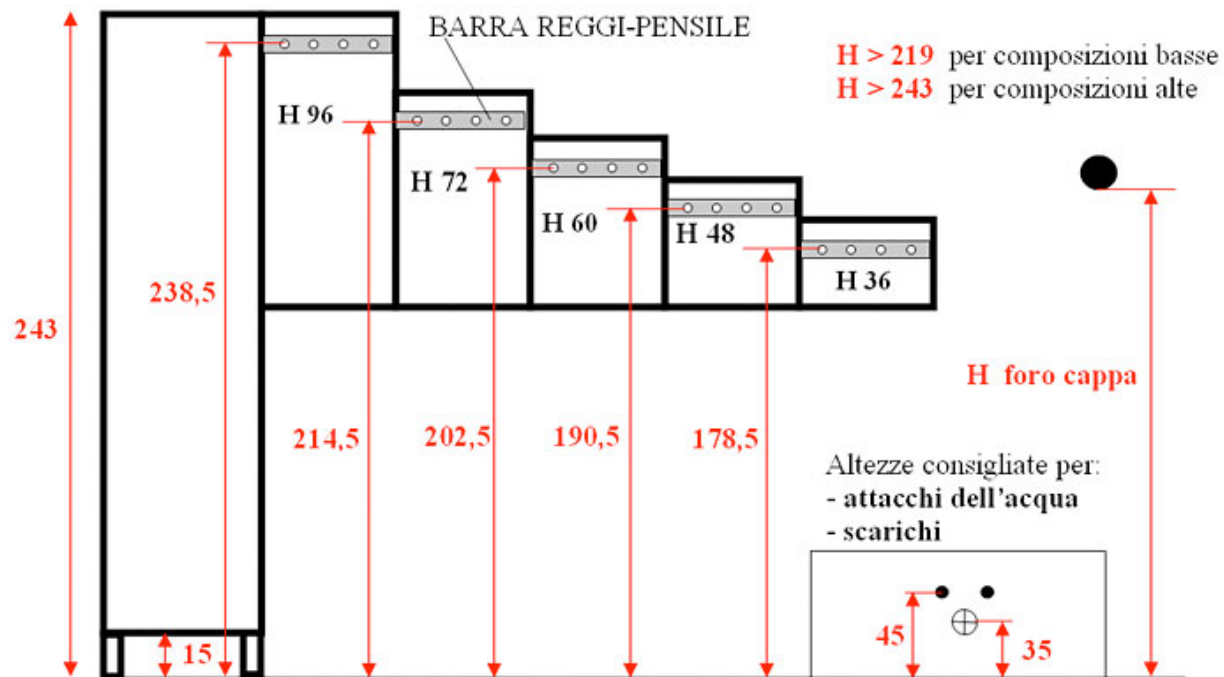 BARRA REGGI-PENSILE
H > 219 per composizioni basse
H > 243 per composizioni alte
H 96
H 72
H 60
H 48
H 36
238,5
243
H foro cappa
214,5
202,5
190,5
178,5
Altezze consigliate per:
- attacchi dell'acqua
- scarichi
15
45
35